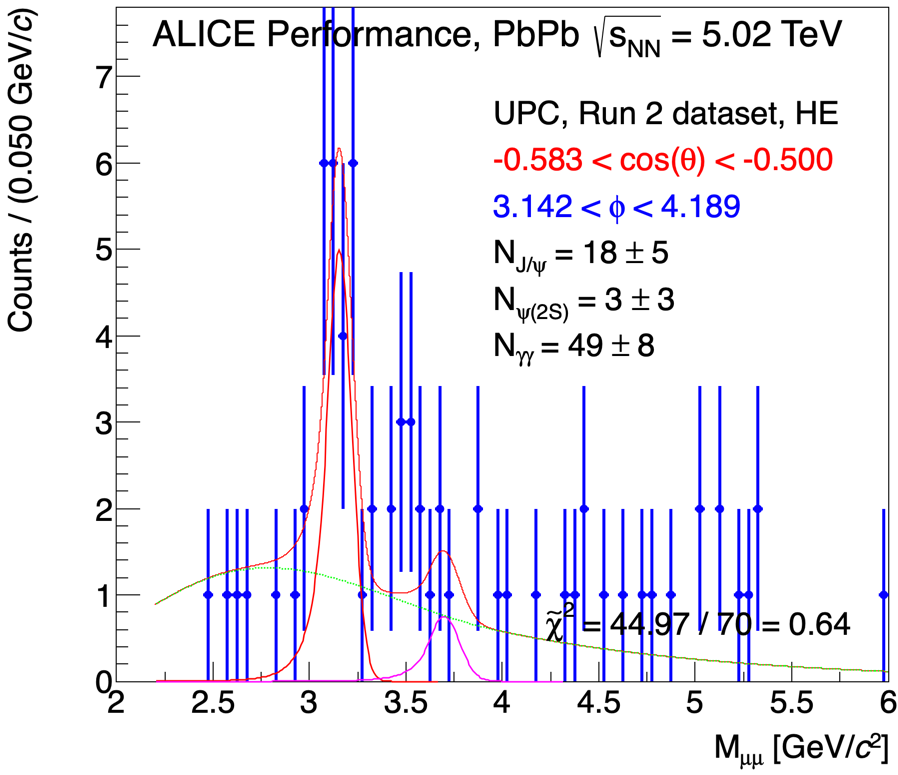 ALICE Performance, PbPb √sNN = 5.02 TeV
UPC, Run 2 dataset, HE
-0.583 < cos(θ) < -0.500
3.142 < ϕ < 4.189
N_J/ψ = 18 ± 5
N_ψ(2S) = 3 ± 3
N_γγ = 49 ± 8
χ̃² = 44.97 / 70 = 0.64
Counts / (0.050 GeV/c)
7
6
5
4
3
2
1
0
2 2.5 3 3.5 4 4.5 5 5.5 6
M_μμ [GeV/c²]